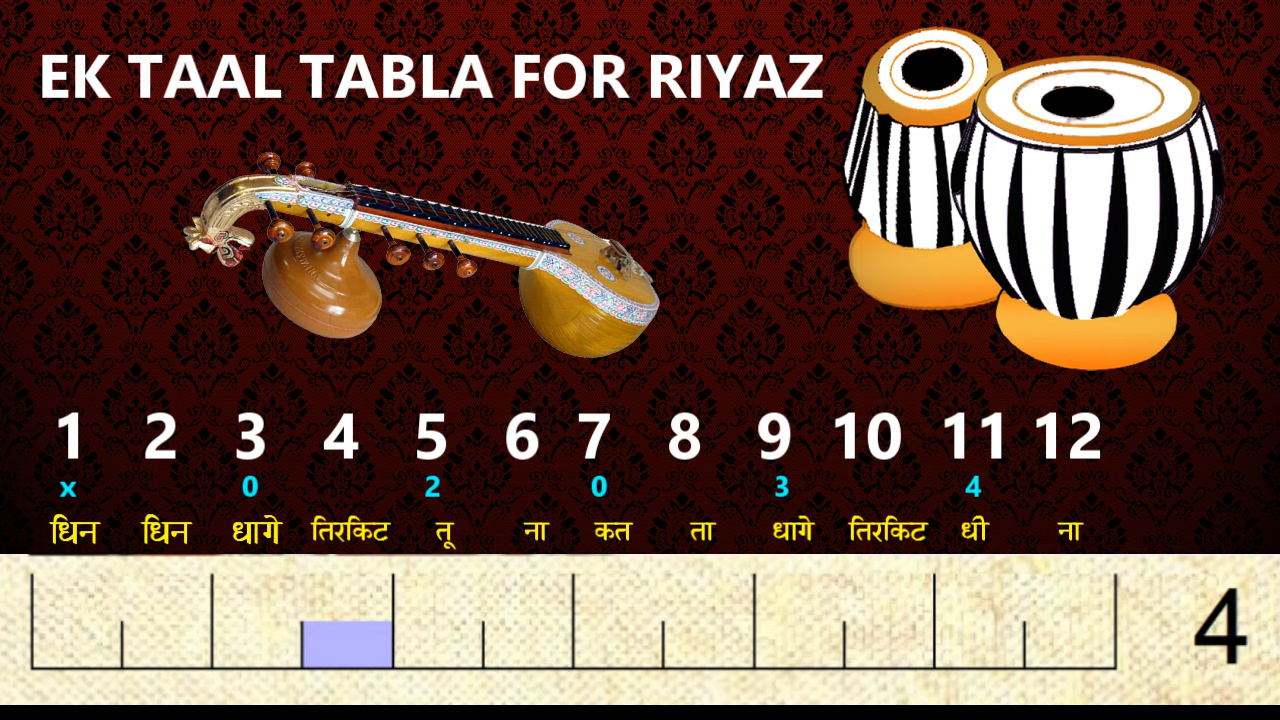 EK TAAL TABLA FOR RIYAZ
1 2 3 4 5 6 7 8 9 10 11 12
x 0 2 0 3 4
धिन धिन धागे तिरकिट तू ना कत ता धागे तिरकिट धी ना
4